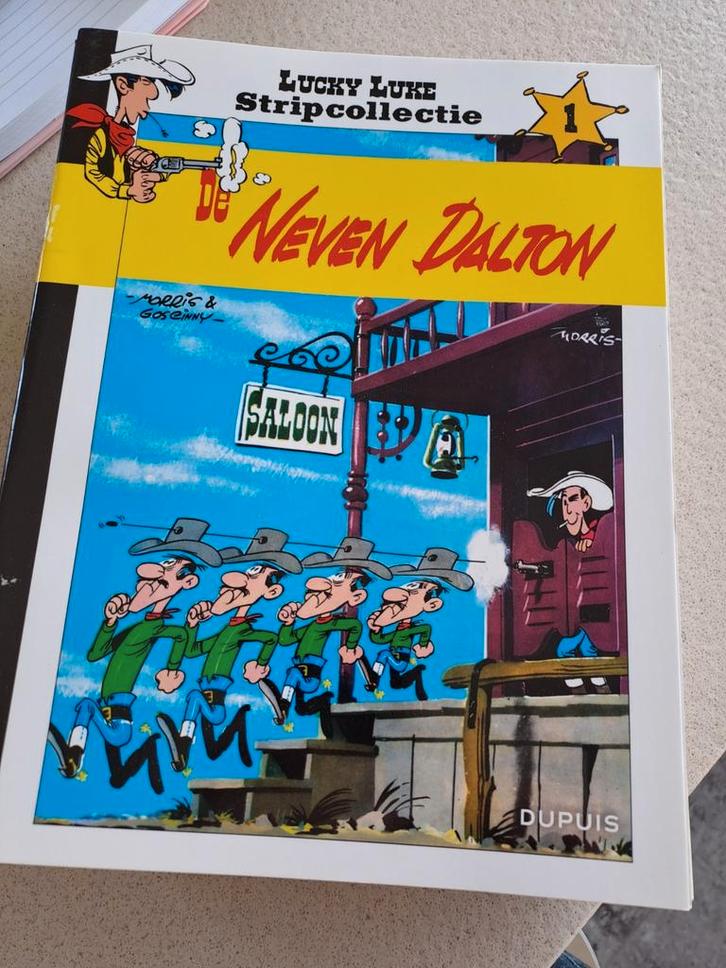 LUCKY LUKE
Stripcollectie
1
De NEVEN DALTON
-MORRIS &
GOSCINNY-
-MORRIS-
SALOON
DUPUIS